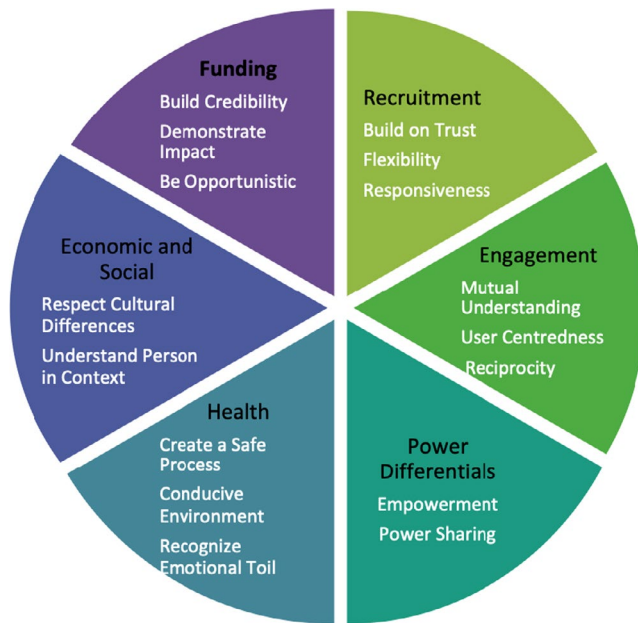 Funding
Build Credibility
Demonstrate
Impact
Be Opportunistic
Recruitment
Build on Trust
Flexibility
Responsiveness
Engagement
Mutual
Understanding
User Centredness
Reciprocity
Power
Differentials
Empowerment
Power Sharing
Health
Create a Safe
Process
Conducive
Environment
Recognize
Emotional Toil
Economic and
Social
Respect Cultural
Differences
Understand Person
in Context